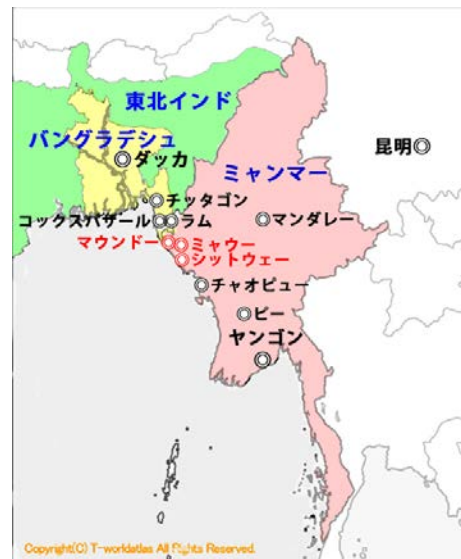 東北インド
バングラデシュ
ダッカ
ミャンマー
昆明
チッタゴン
コックスバザール
ラム
マンダレー
マウンドー
ミャウー
シットウェー
チャオピュー
ピー
ヤンゴン
Copyright(C) T-worldatlas All Rights Reserved.